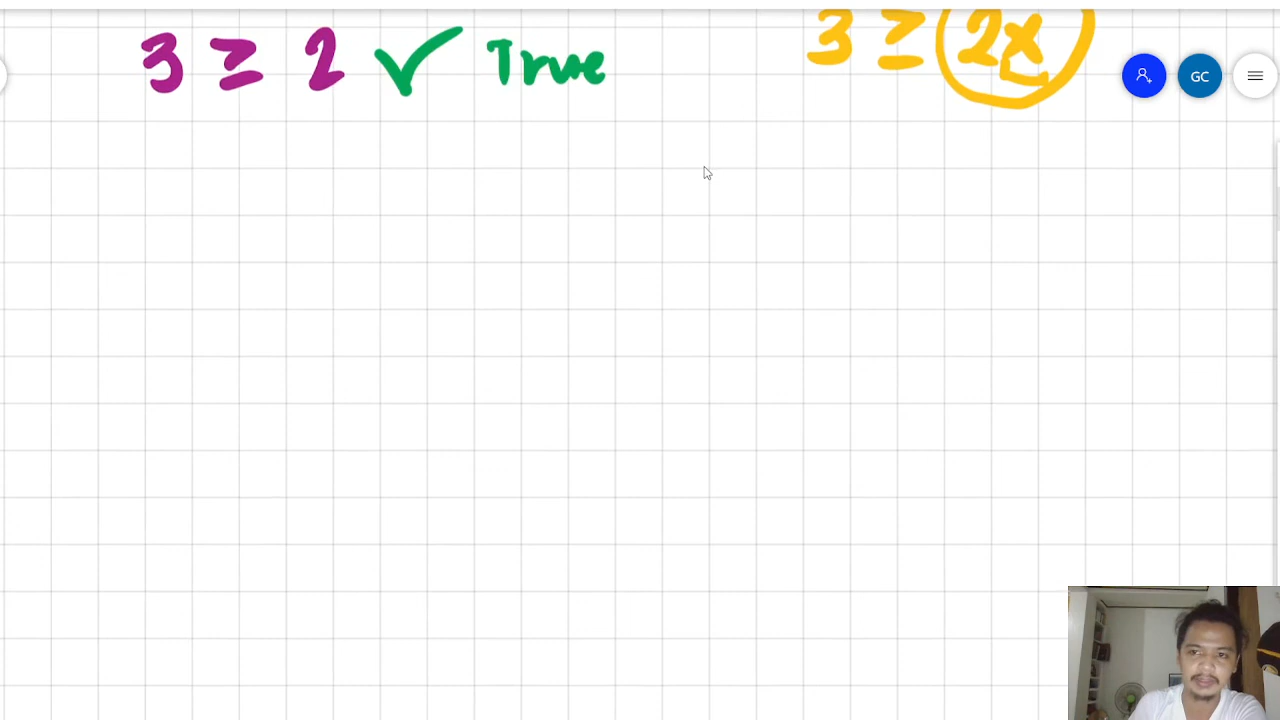 3 ≥ 2 ✓ True
3 ≥ 2x
GC